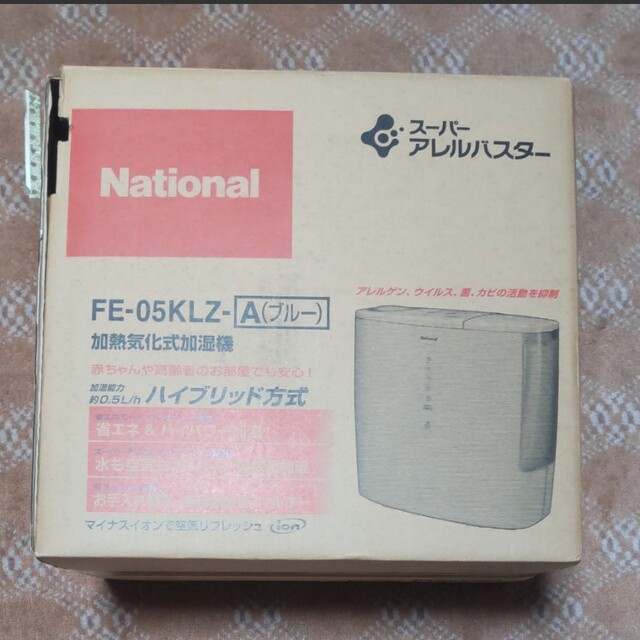 National
スーパー
アレルバスター
FE-05KLZ-A(ブルー)
加熱気化式加湿機
赤ちゃんや高齢者のお部屋でも安心！
加湿能力
約0.5L/h ハイブリッド方式
アレルゲン、ウイルス、菌、カビの活動を抑制
省エネ＆ハイパワー
マイナスイオンで空気リフレッシュ ion